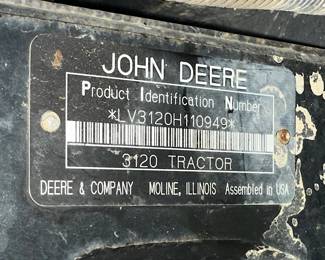 JOHN DEERE
Product Identification Number
*LV3120H110949*
3120 TRACTOR
DEERE & COMPANY MOLINE, ILLINOIS Assembled in USA